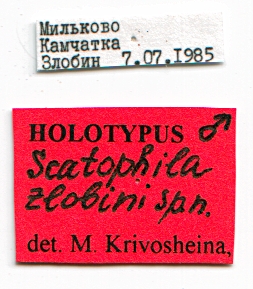 Мильково
Камчатка
Злобин 7.07.1985
HOLOTYPUS ♂
Scatophila
zlobini sp.n.
det. M. Krivosheina,